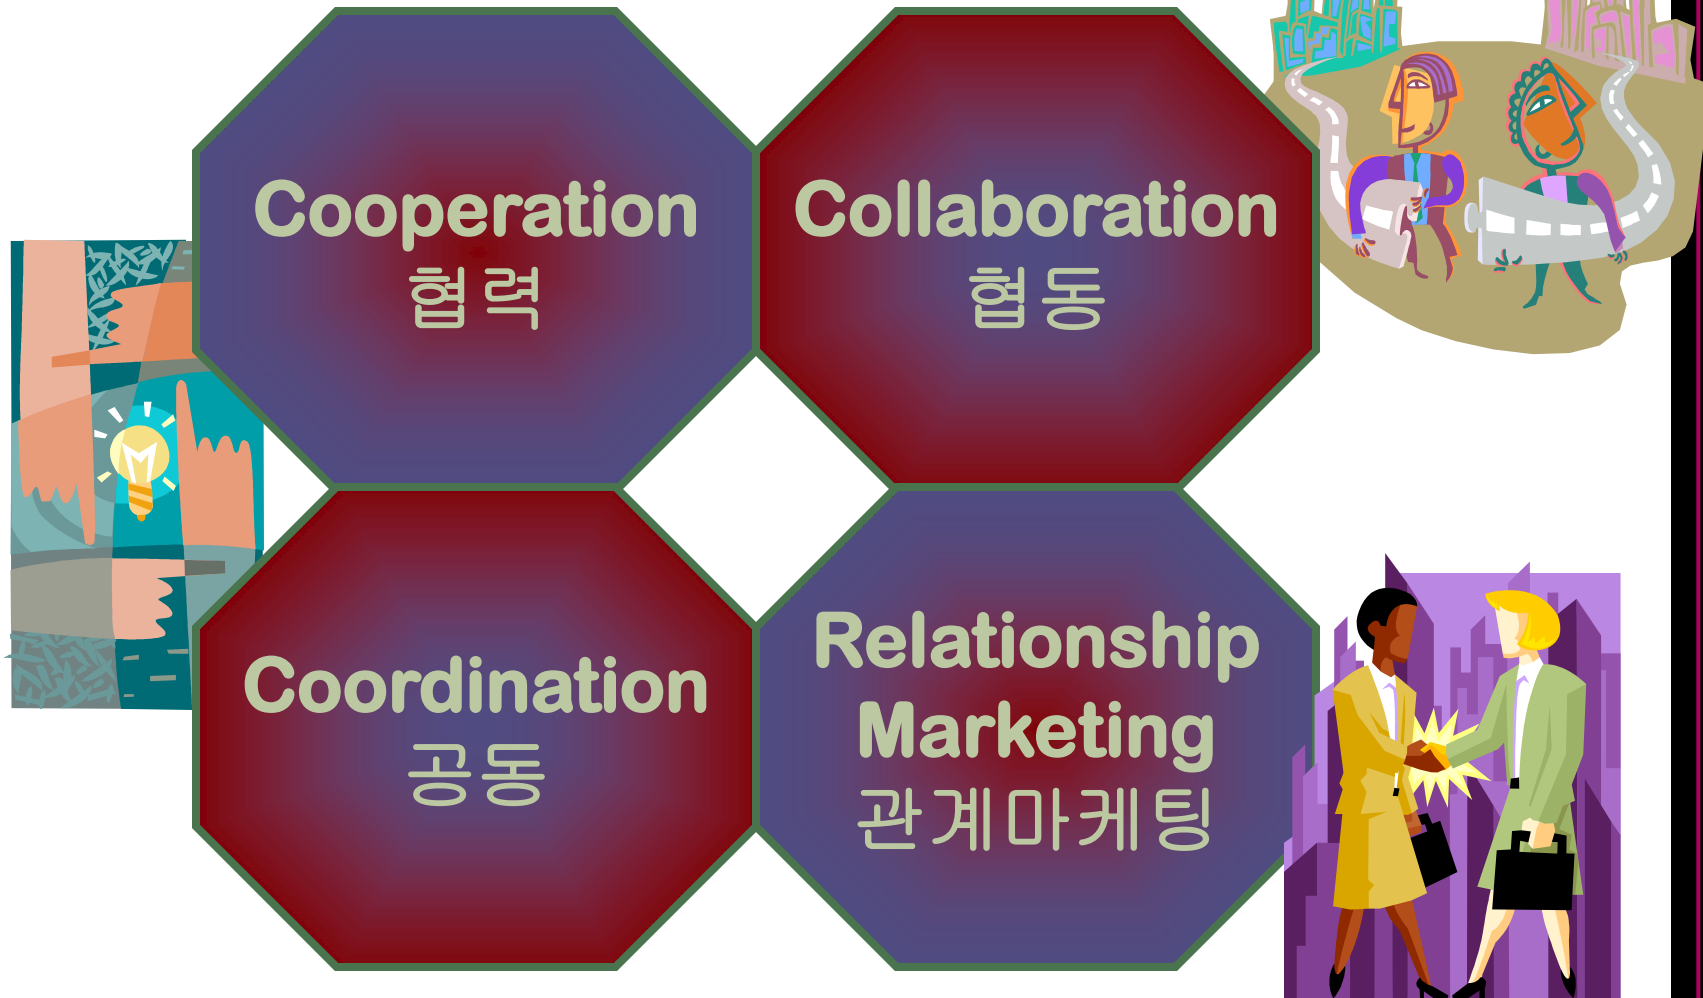 Cooperation
협력
Collaboration
협동
Coordination
공동
Relationship
Marketing
관계마케팅